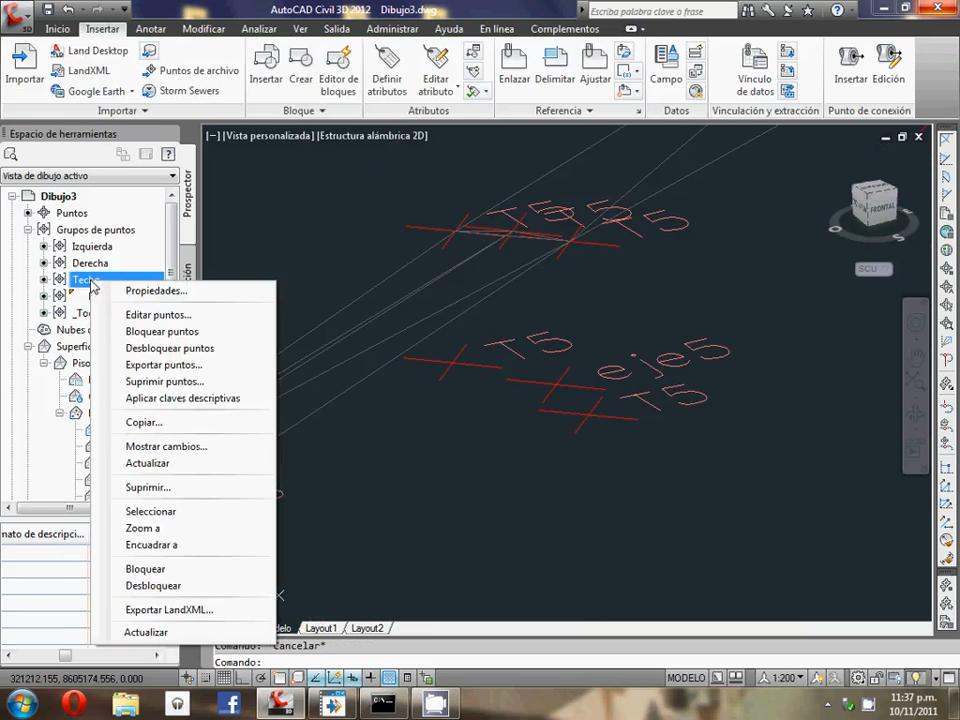 AutoCAD Civil 3D 2012 Dibujo3.dwg
Escriba palabra clave o frase
3D
Inicio Insertar Anotar Modificar Analizar Ver Salida Administrar Ayuda En línea Complementos
Importar
Land Desktop
LandXML
Google Earth
Puntos de archivo
Storm Sewers
Insertar
Crear
Editor de bloques
Definir atributos
Editar atributo
Enlazar
Delimitar
Ajustar
Campo
Vínculo de datos
Insertar
Edición
Importar
Bloque
Atributos
Referencia
Datos
Vinculación y extracción
Punto de conexión
Espacio de herramientas
Vista de dibujo activo
Prospector
Dibujo3
Puntos
Grupos de puntos
Izquierda
Derecha
Techo
Propiedades...
Editar puntos...
Bloquear puntos
Desbloquear puntos
Exportar puntos...
Suprimir puntos...
Aplicar claves descriptivas
Copiar...
Mostrar cambios...
Actualizar
Suprimir...
Seleccionar
Zoom a
Encuadrar a
Bloquear
Desbloquear
Exportar LandXML...
Actualizar
[−] [Vista personalizada] [Estructura alámbrica 2D]
FRONTAL
SCU
T5
T5
T5
T5
eje5
T5
Layout1
Layout2
Comando: *Cancelar*
Comando:
321212.155, 8605174.556, 0.000
MODELO
1:200
11:37 p.m.
10/11/2011